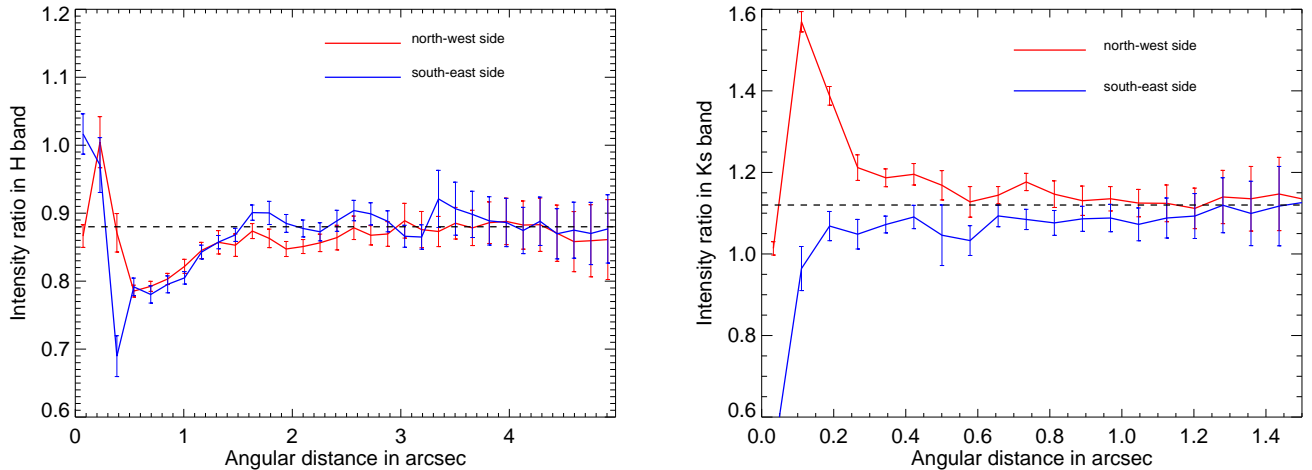 1.2
1.1
1.0
0.9
0.8
0.7
0.6
Intensity ratio in H band
north-west side
south-east side
0 1 2 3 4
Angular distance in arcsec
1.6
1.4
1.2
1.0
0.8
0.6
Intensity ratio in Ks band
north-west side
south-east side
0.0 0.2 0.4 0.6 0.8 1.0 1.2 1.4
Angular distance in arcsec